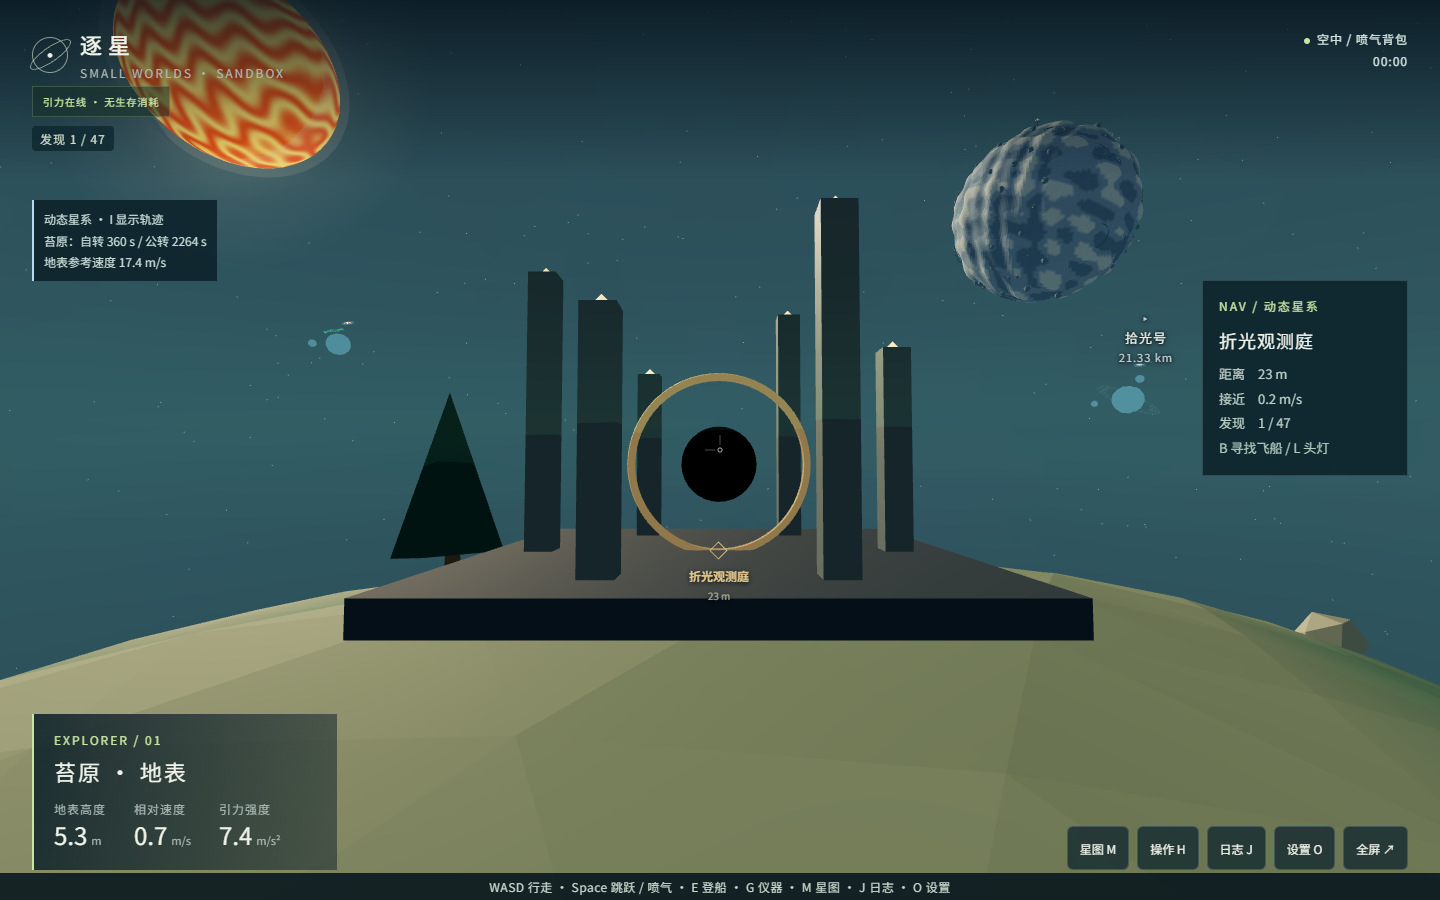 逐星
SMALL WORLDS · SANDBOX
引力在线 · 无生存消耗
发现 1 / 47
空中 / 喷气背包
00:00
动态星系 · I 显示轨迹
苔原：自转 360 s / 公转 2264 s
地表参考速度 17.4 m/s
拾光号
21.33 km
NAV / 动态星系
折光观测庭
距离 23 m
接近 0.2 m/s
发现 1 / 47
B 寻找飞船 / L 头灯
折光观测庭
23 m
EXPLORER / 01
苔原 · 地表
地表高度 相对速度 引力强度
5.3 m 0.7 m/s 7.4 m/s²
星图 M 操作 H 日志 J 设置 O 全屏 ↗
WASD 行走 · Space 跳跃 / 喷气 · E 登船 · G 仪器 · M 星图 · J 日志 · O 设置